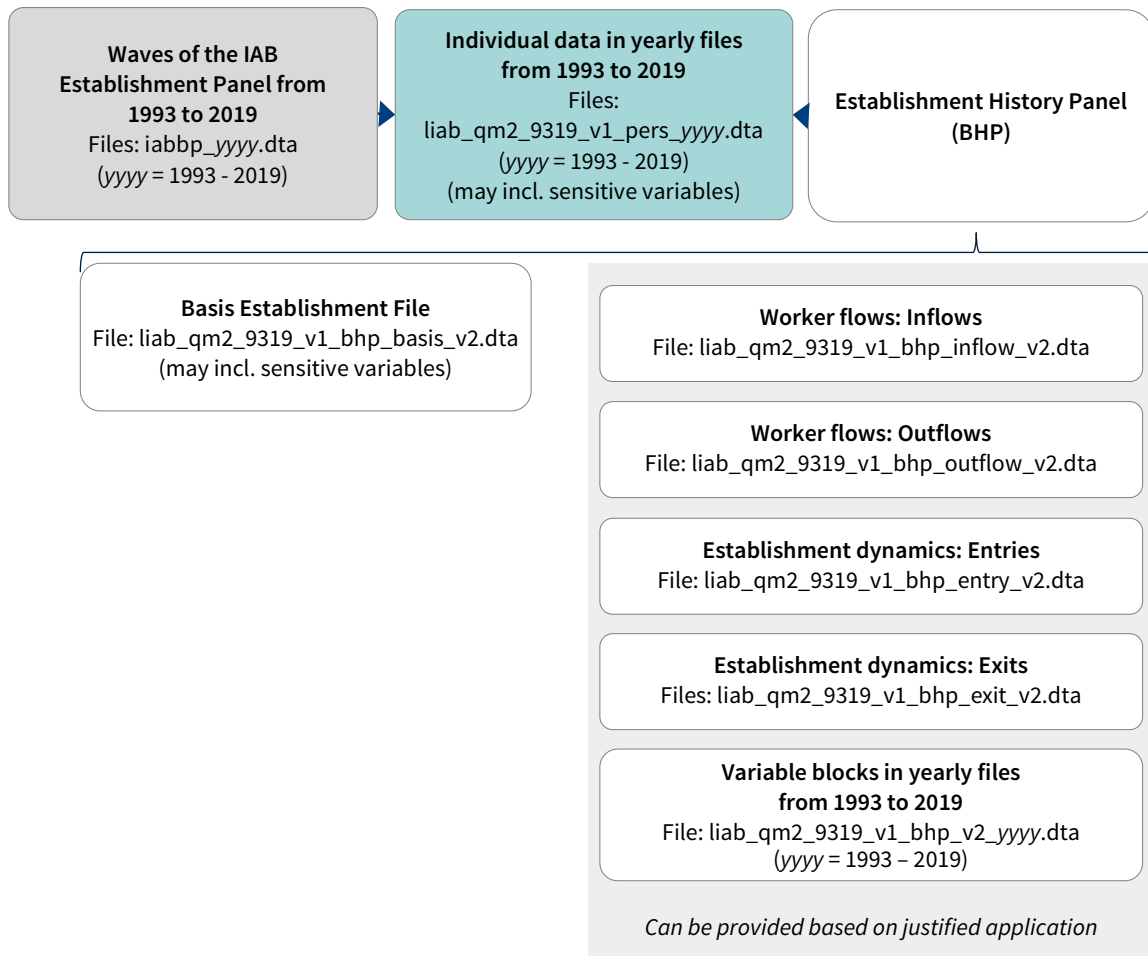 Waves of the IAB
Establishment Panel from
1993 to 2019
Files: iabbp_yyyy.dta
(yyyy = 1993 - 2019)
Individual data in yearly files
from 1993 to 2019
Files:
liab_qm2_9319_v1_pers_yyyy.dta
(yyyy = 1993 - 2019)
(may incl. sensitive variables)
Establishment History Panel
(BHP)
Basis Establishment File
File: liab_qm2_9319_v1_bhp_basis_v2.dta
(may incl. sensitive variables)
Worker flows: Inflows
File: liab_qm2_9319_v1_bhp_inflow_v2.dta
Worker flows: Outflows
File: liab_qm2_9319_v1_bhp_outflow_v2.dta
Establishment dynamics: Entries
File: liab_qm2_9319_v1_bhp_entry_v2.dta
Establishment dynamics: Exits
Files: liab_qm2_9319_v1_bhp_exit_v2.dta
Variable blocks in yearly files
from 1993 to 2019
File: liab_qm2_9319_v1_bhp_v2_yyyy.dta
(yyyy = 1993 – 2019)
Can be provided based on justified application